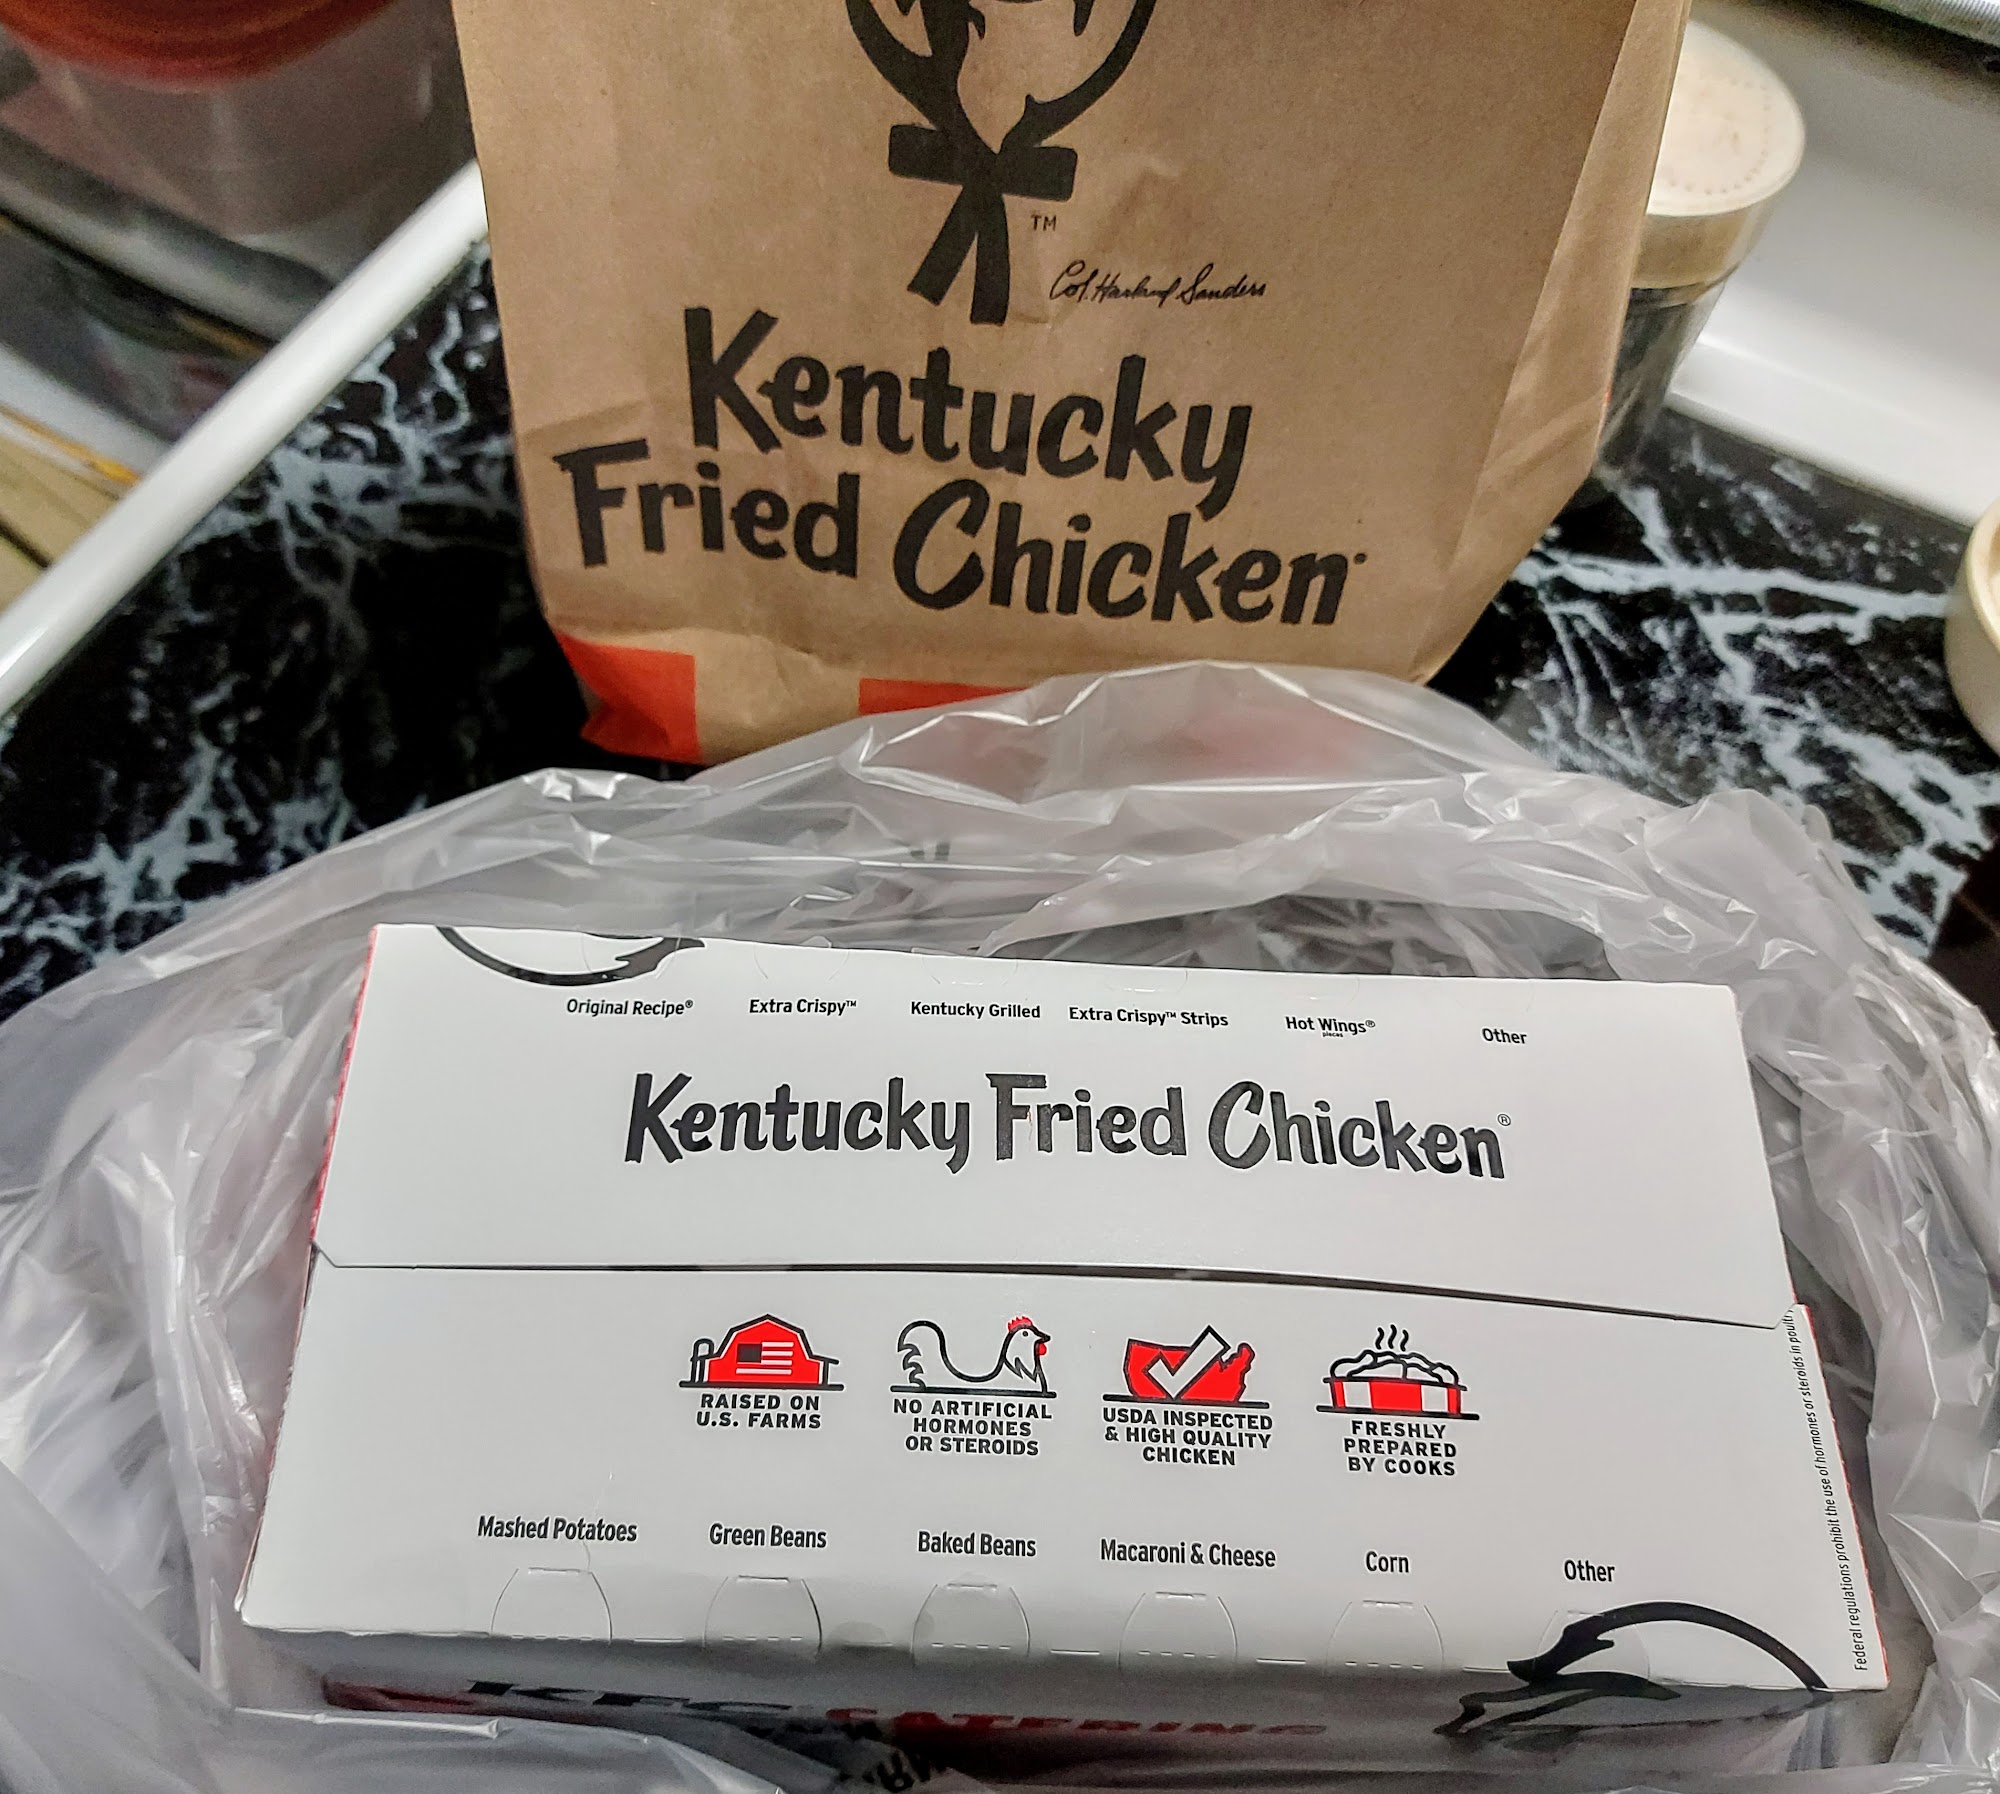 TM
Col. Harland Sanders
Kentucky
Fried Chicken
Original Recipe® Extra Crispy™ Kentucky Grilled Extra Crispy™ Strips Hot Wings® Other
pieces
Kentucky Fried Chicken®
RAISED ON
U.S. FARMS
NO ARTIFICIAL
HORMONES
OR STEROIDS
USDA INSPECTED
& HIGH QUALITY
CHICKEN
FRESHLY
PREPARED
BY COOKS
Mashed Potatoes Green Beans Baked Beans Macaroni & Cheese Corn Other
Federal regulations prohibit the use of hormones or steroids in
KFC CATERING